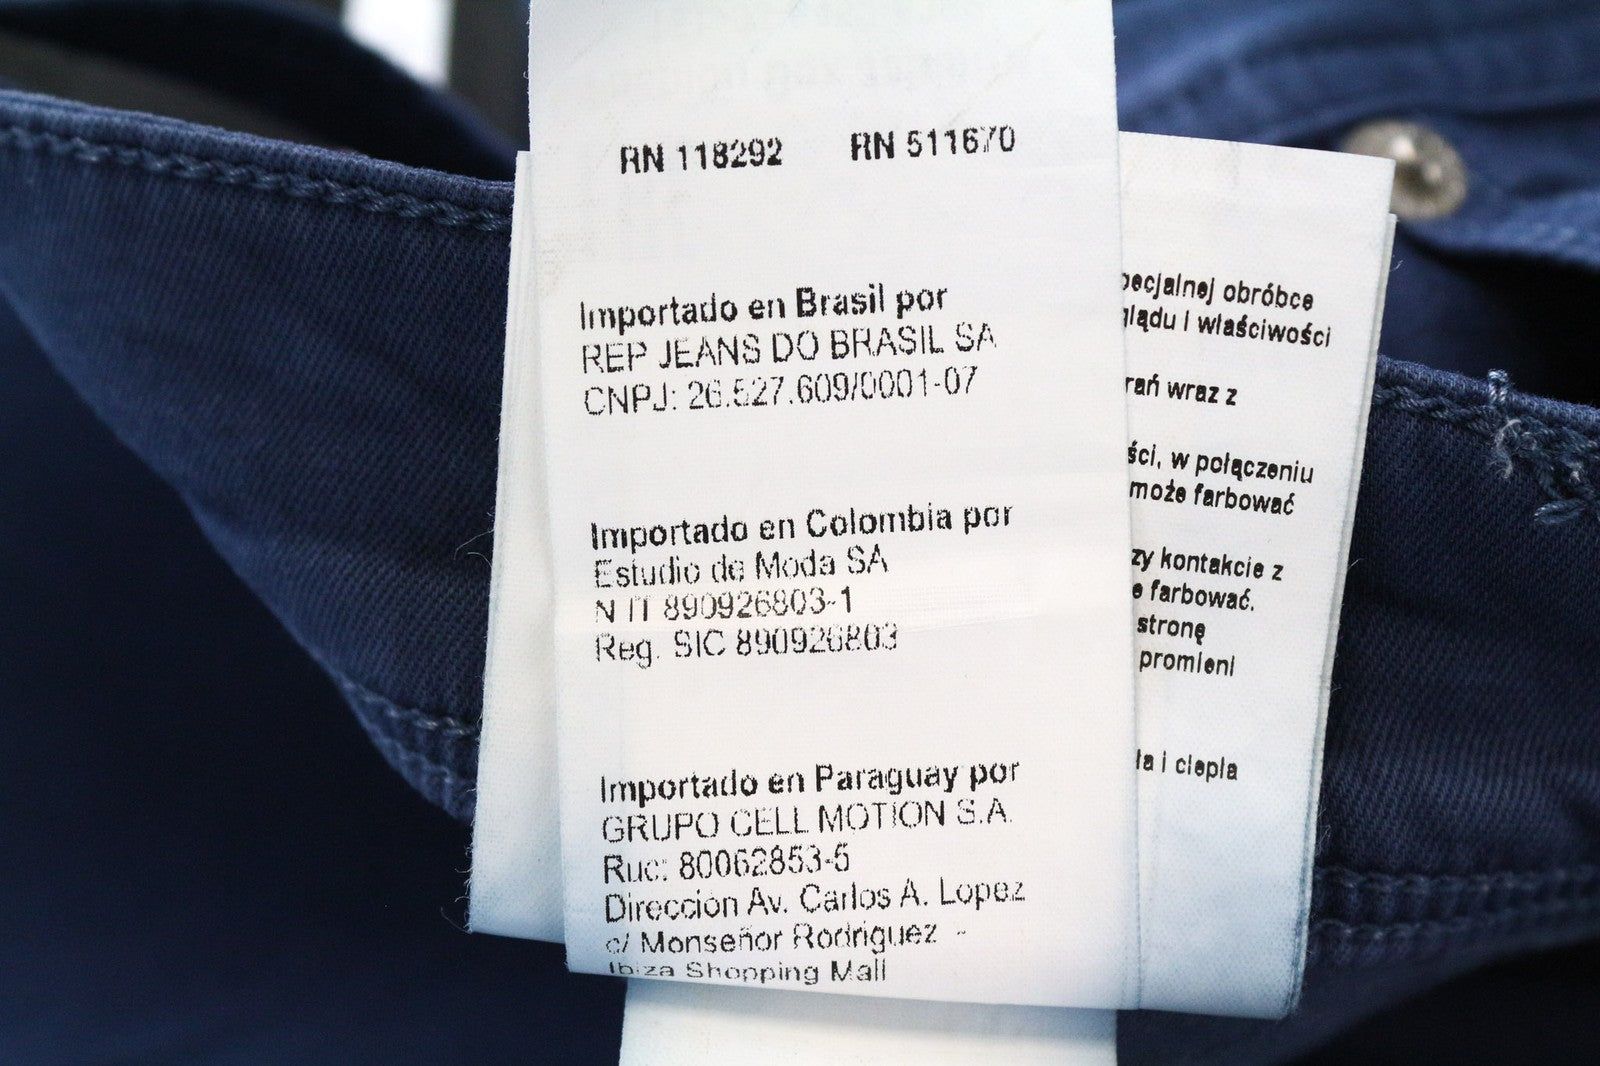 RN 118292 RN 511670
Importado en Brasil por
REP JEANS DO BRASIL SA
CNPJ: 26.527.609/0001-07
Importado en Colombia por
Estudio de Moda SA
N IT 890926803-1
Reg. SIC 890926803
Importado en Paraguay por
GRUPO CELL MOTION S.A.
Ruc: 80062853-5
Dirección Av. Carlos A. Lopez
c/ Monseñor Rodriguez -
Ibiza Shopping Mall
pecjalnej obróbce
glądu i właściwości
rań wraz z
ści, w połączeniu
może farbować
zy kontakcie z
e farbować.
stronę
promieni
ła i ciepła